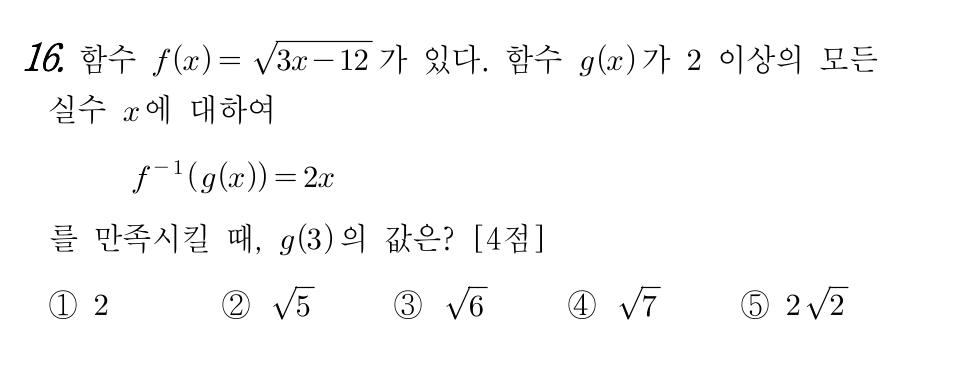 16. 함수 f(x)=√(3x-12) 가 있다. 함수 g(x)가 2 이상의 모든
실수 x에 대하여
f⁻¹(g(x))=2x
를 만족시킬 때, g(3)의 값은? [4점]
① 2 ② √5 ③ √6 ④ √7 ⑤ 2√2